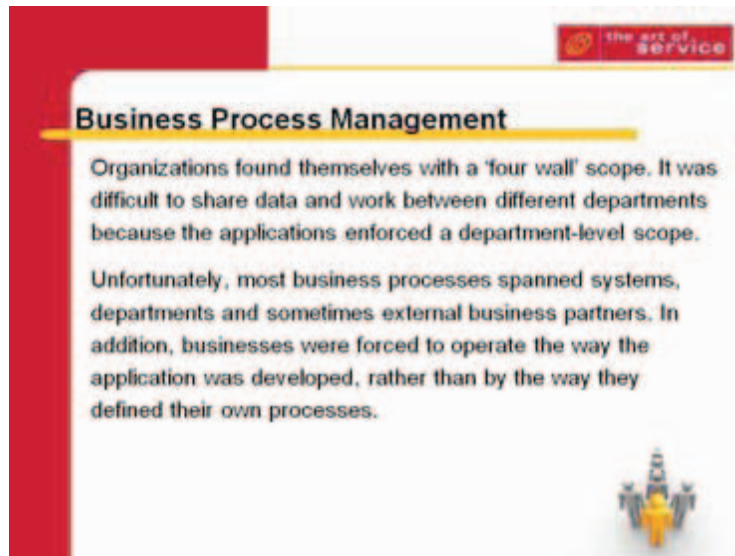 the art of
service
Business Process Management
Organizations found themselves with a 'four wall' scope. It was
difficult to share data and work between different departments
because the applications enforced a department-level scope.
Unfortunately, most business processes spanned systems,
departments and sometimes external business partners. In
addition, businesses were forced to operate the way the
application was developed, rather than by the way they
defined their own processes.